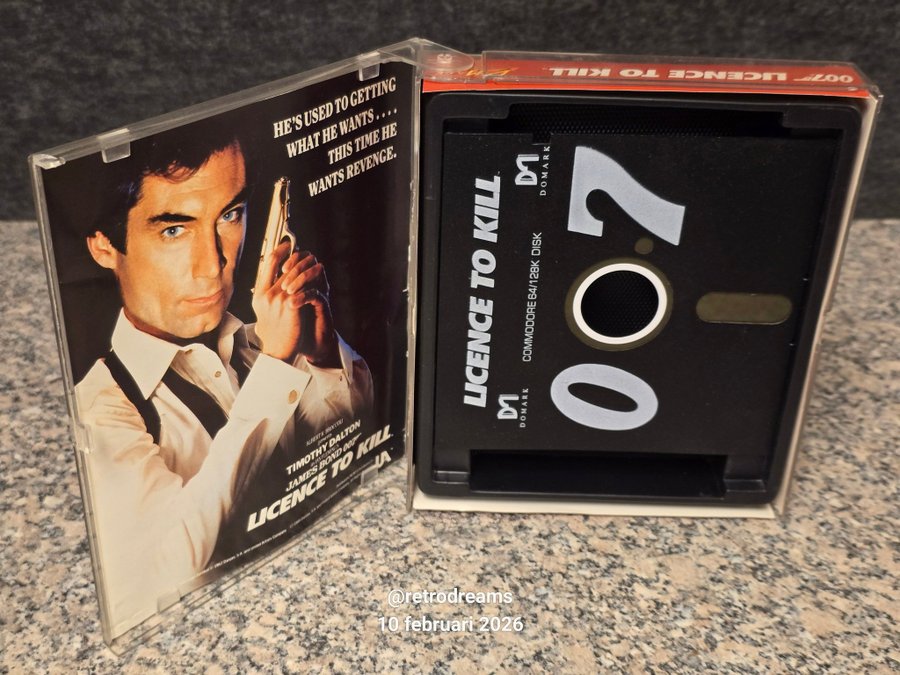 HE'S USED TO GETTING
WHAT HE WANTS . . . .
THIS TIME HE
WANTS REVENGE.
ALBERT R. BROCCOLI
TIMOTHY DALTON
JAMES BOND 007
LICENCE TO KILL
007 LICENCE TO KILL
LICENCE TO KILL
COMMODORE 64/128K DISK
DOMARK
DOMARK
007
@retrodreams
10 februari 2026